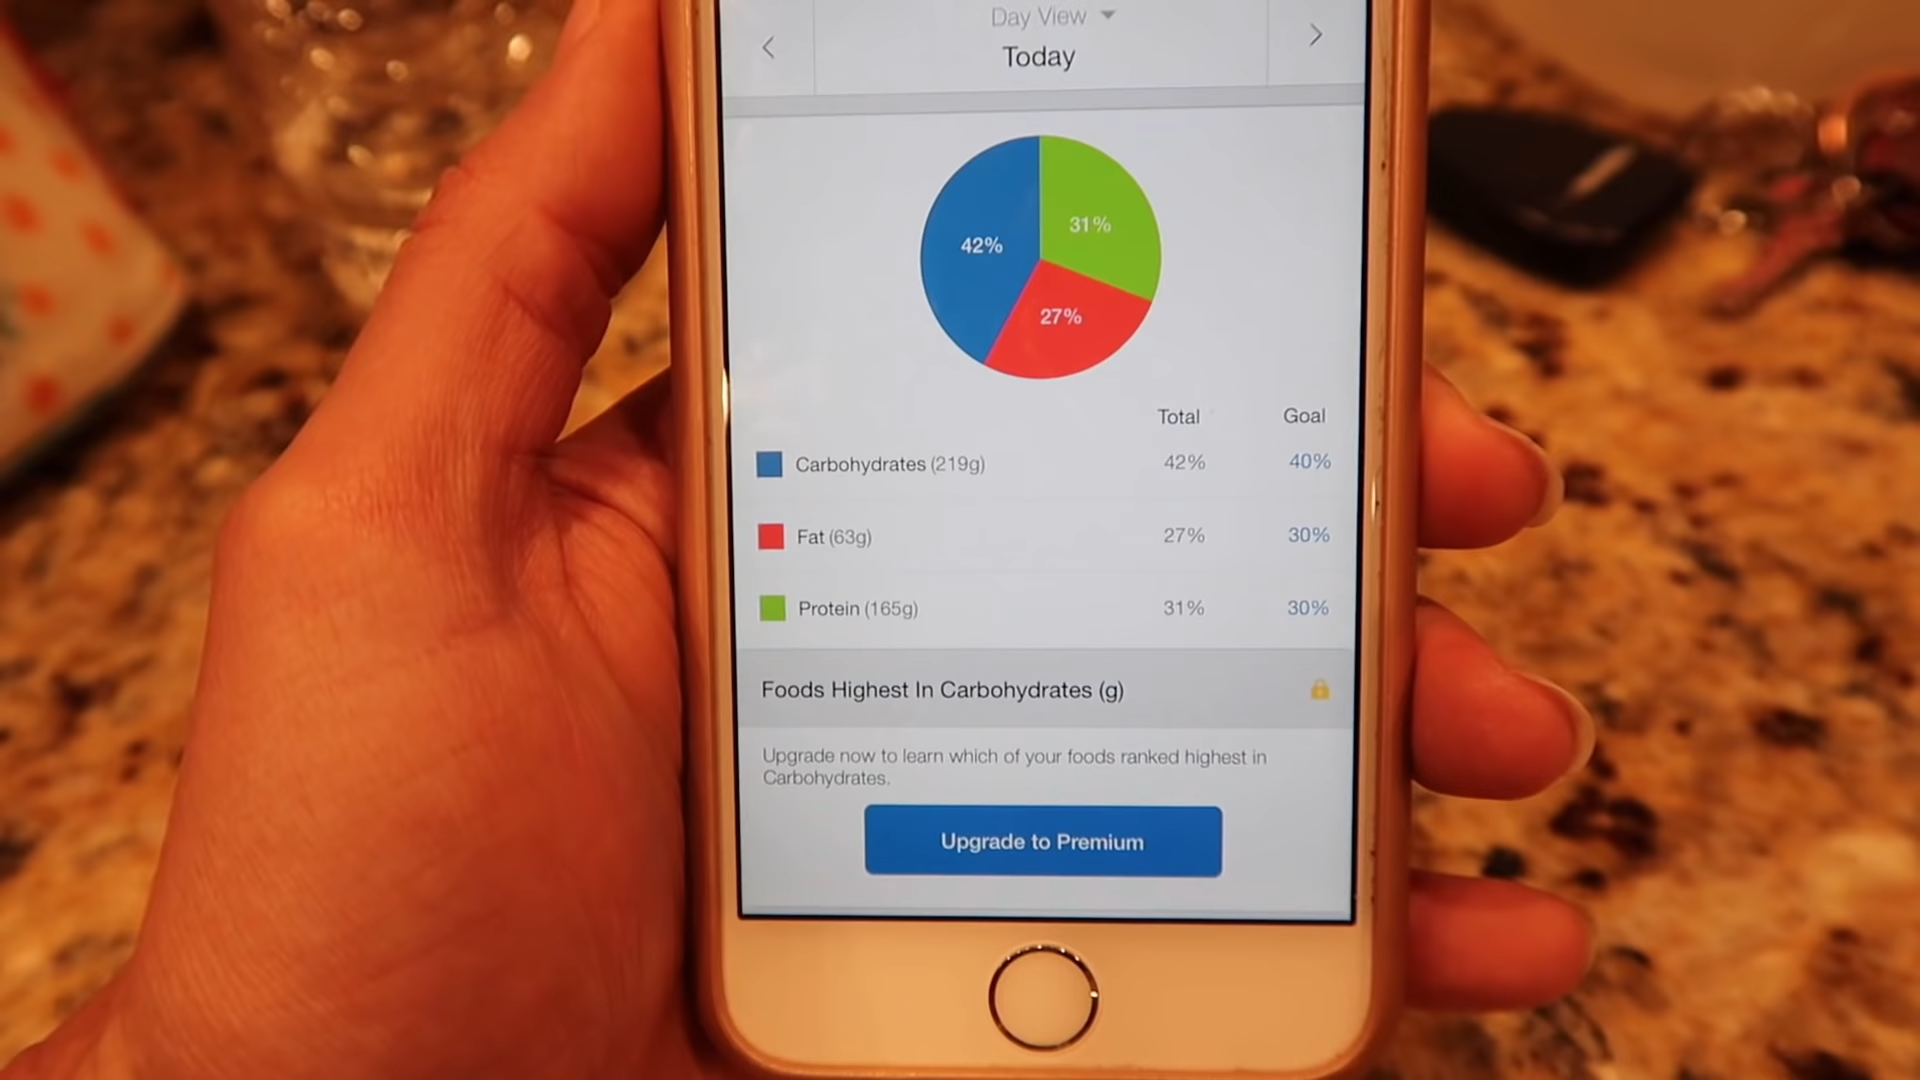 Day View
Today
31%
42%
27%
Total Goal
Carbohydrates (219g) 42% 40%
Fat (63g) 27% 30%
Protein (165g) 31% 30%
Foods Highest In Carbohydrates (g)
Upgrade now to learn which of your foods ranked highest in
Carbohydrates.
Upgrade to Premium